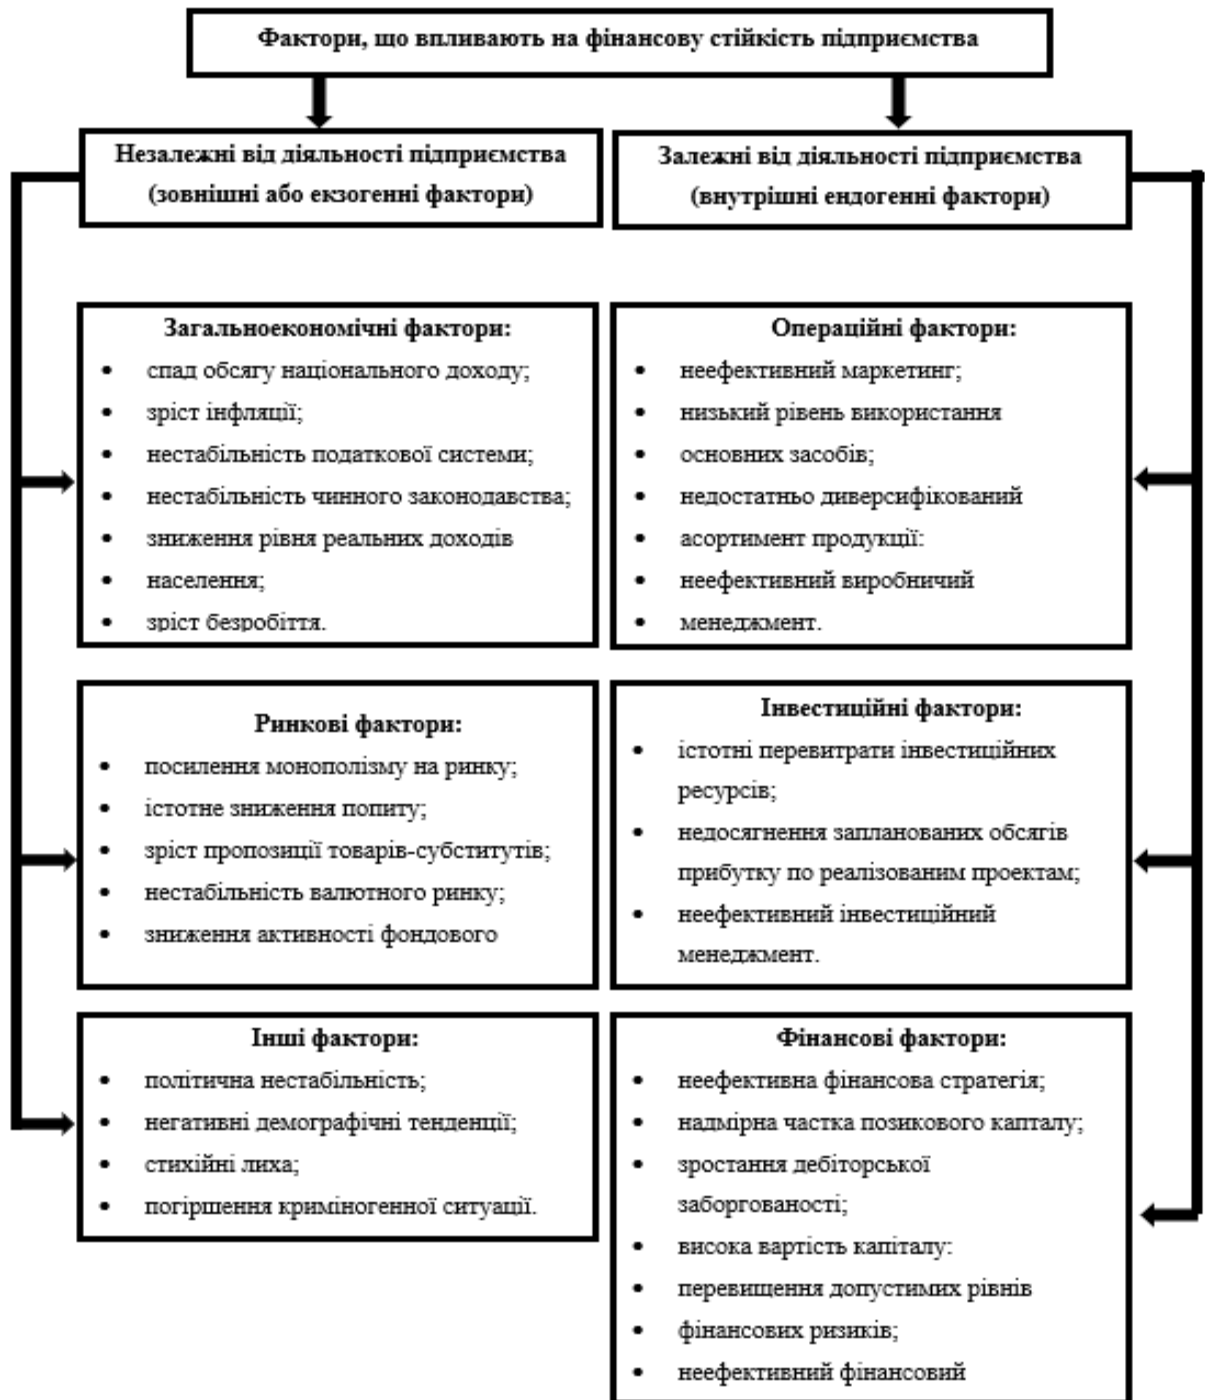 Фактори, що впливають на фінансову стійкість підприємства
Незалежні від діяльності підприємства
(зовнішні або екзогенні фактори)
Залежні від діяльності підприємства
(внутрішні ендогенні фактори)
Загальноекономічні фактори:
• спад обсягу національного доходу;
• зріст інфляції;
• нестабільність податкової системи;
• нестабільність чинного законодавства;
• зниження рівня реальних доходів
• населення;
• зріст безробіття.
Операційні фактори:
• неефективний маркетинг;
• низький рівень використання
• основних засобів;
• недостатньо диверсифікований
• асортимент продукції:
• неефективний виробничий
• менеджмент.
Ринкові фактори:
• посилення монополізму на ринку;
• істотне зниження попиту;
• зріст пропозиції товарів-субститутів;
• нестабільність валютного ринку;
• зниження активності фондового
Інвестиційні фактори:
• істотні перевитрати інвестиційних
ресурсів;
• недосягнення запланованих обсягів
прибутку по реалізованим проектам;
• неефективний інвестиційний
менеджмент.
Інші фактори:
• політична нестабільність;
• негативні демографічні тенденції;
• стихійні лиха;
• погіршення криміногенної ситуації.
Фінансові фактори:
• неефективна фінансова стратегія;
• надмірна частка позикового капталу;
• зростання дебіторської
заборгованості;
• висока вартість капіталу:
• перевищення допустимих рівнів
• фінансових ризиків;
• неефективний фінансовий